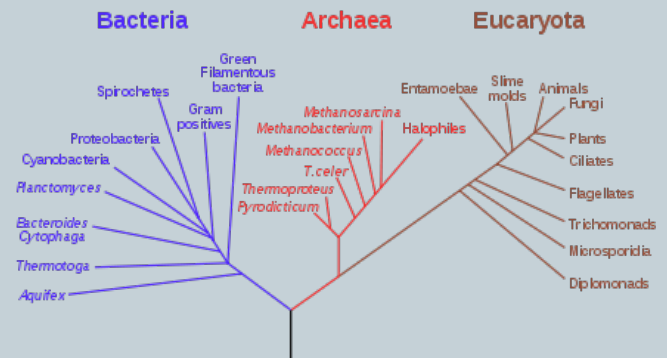 Bacteria
Archaea
Eucaryota
Green
Filamentous
bacteria
Spirochetes
Gram
positives
Proteobacteria
Cyanobacteria
Planctomyces
Bacteroides
Cytophaga
Thermotoga
Aquifex
Methanosarcina
Methanobacterium
Halophiles
Methanococcus
T.celer
Thermoproteus
Pyrodicticum
Entamoebae
Slime
molds
Animals
Fungi
Plants
Ciliates
Flagellates
Trichomonads
Microsporidia
Diplomonads